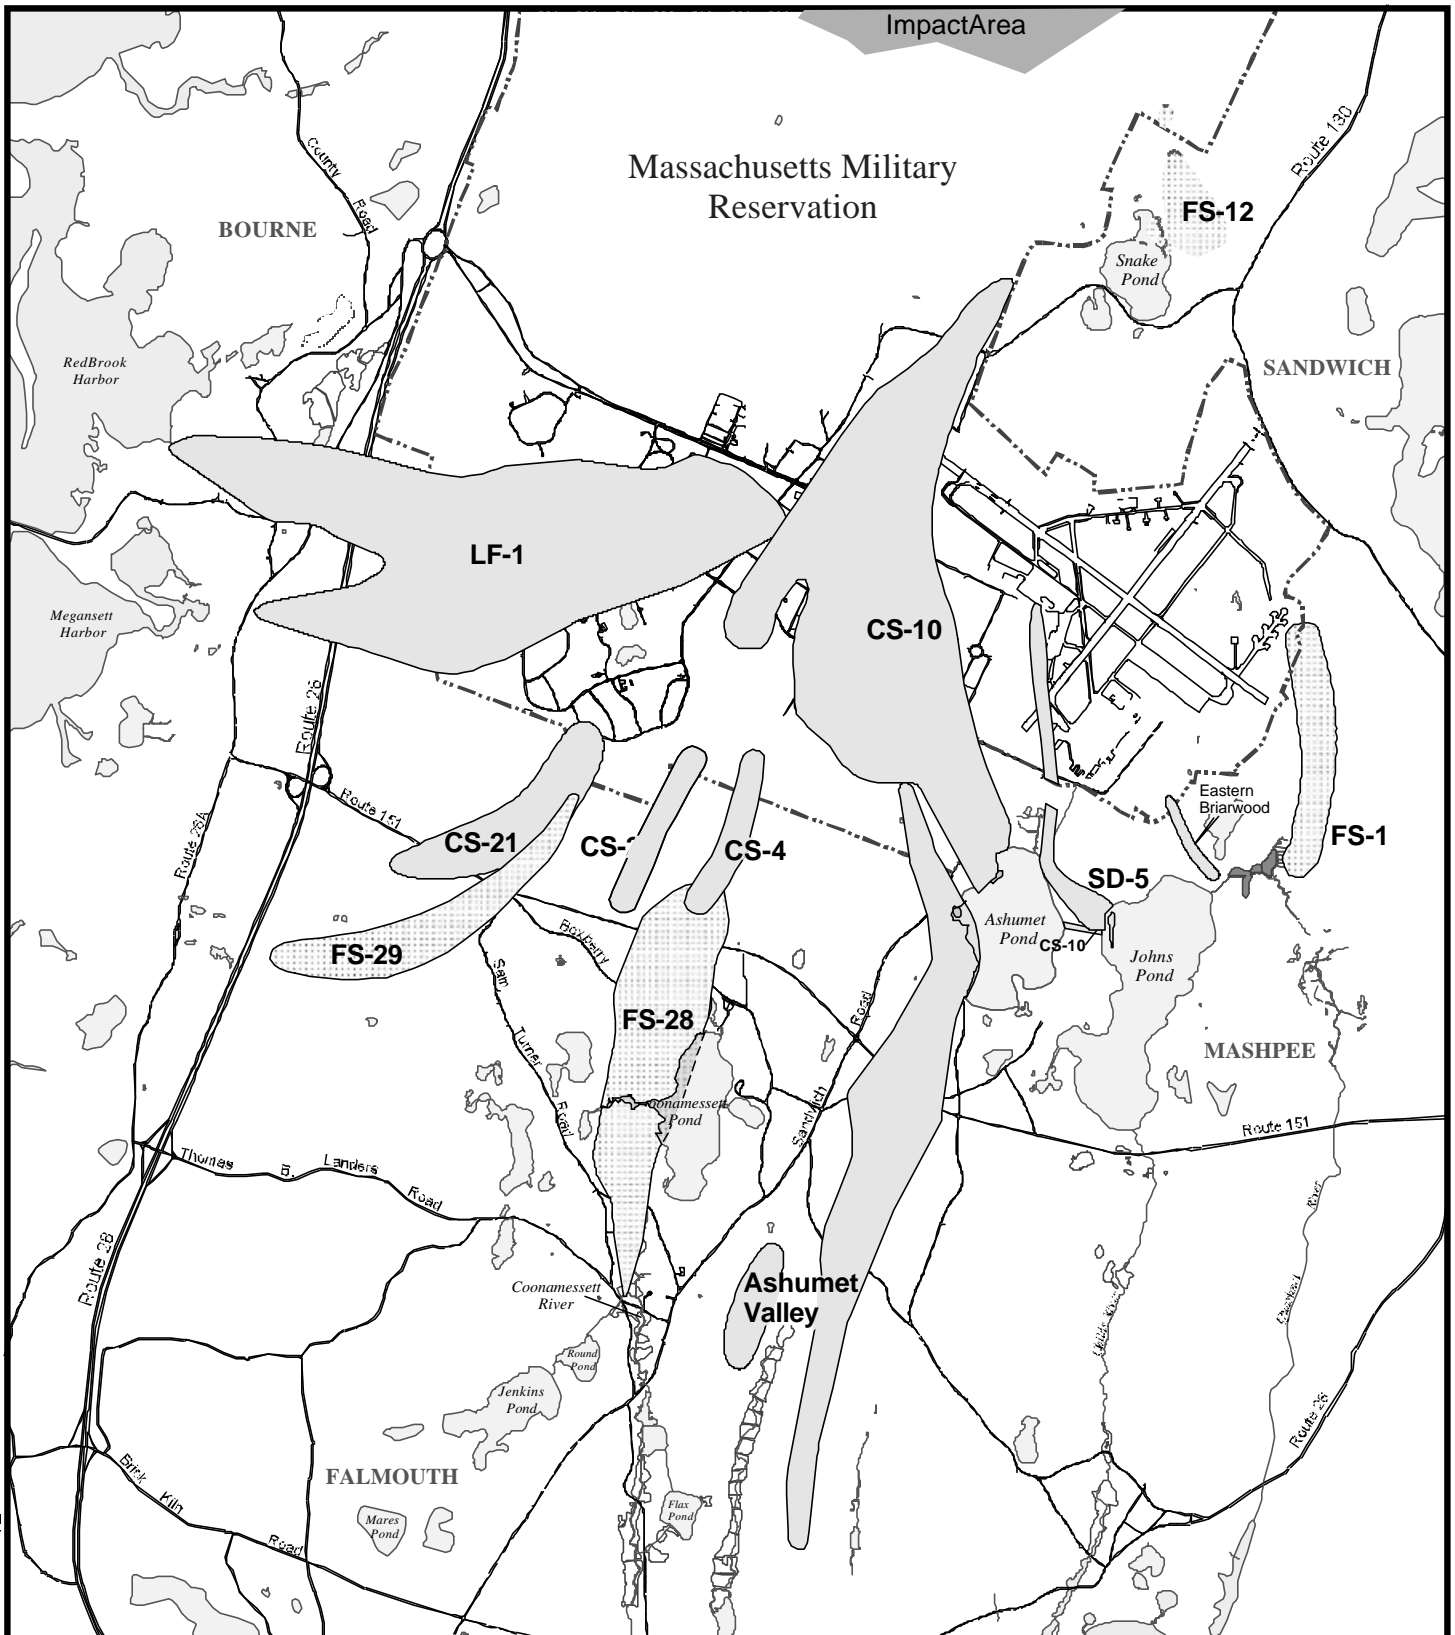 ImpactArea
Massachusetts Military
Reservation
Route 130
County
Road
BOURNE
FS-12
Snake
Pond
RedBrook
Harbor
SANDWICH
LF-1
Megansett
Harbor
CS-10
Route 26
Eastern
Briarwood
Route 151
Route 28A
CS-21
CS-
CS-4
FS-1
SD-5
Ashumet
Pond
CS-10
Johns
Pond
FS-29
Boxberry
Sam
Turner
Road
FS-28
Road
Sandwich
MASHPEE
Pond
Route 151
Thomas
B.
Landers
Road
River
Route 28
Coonamessett
River
Ashumet
Valley
Round
Pond
Jenkins
Pond
Route 28
Brick
Kiln
Road
FALMOUTH
Mares
Pond
Flax
Pond